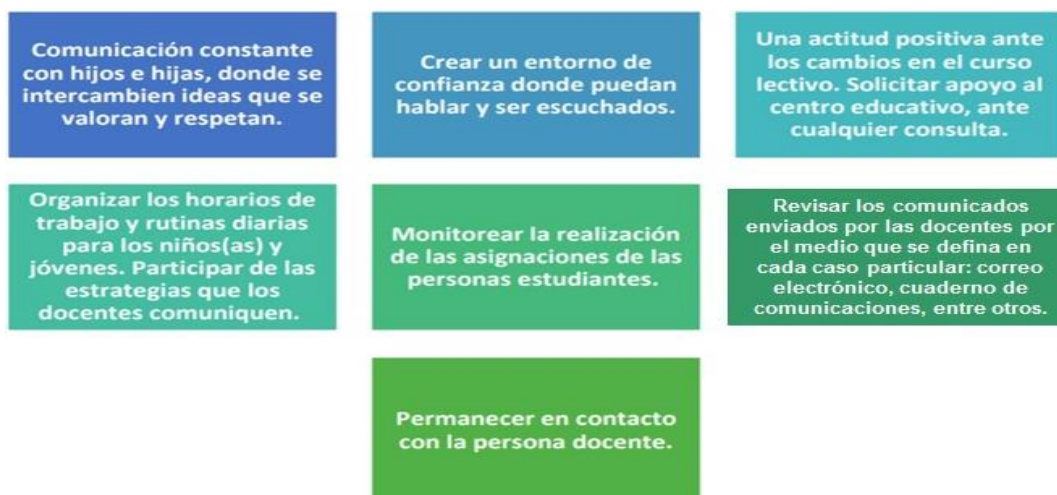 Comunicación constante
con hijos e hijas, donde se
intercambien ideas que se
valoran y respetan.
Crear un entorno de
confianza donde puedan
hablar y ser escuchados.
Una actitud positiva ante
los cambios en el curso
lectivo. Solicitar apoyo al
centro educativo, ante
cualquier consulta.
Organizar los horarios de
trabajo y rutinas diarias
para los niños(as) y
jóvenes. Participar de las
estrategias que los
docentes comuniquen.
Monitorear la realización
de las asignaciones de las
personas estudiantes.
Revisar los comunicados
enviados por las docentes por
el medio que se defina en
cada caso particular: correo
electrónico, cuaderno de
comunicaciones, entre otros.
Permanecer en contacto
con la persona docente.